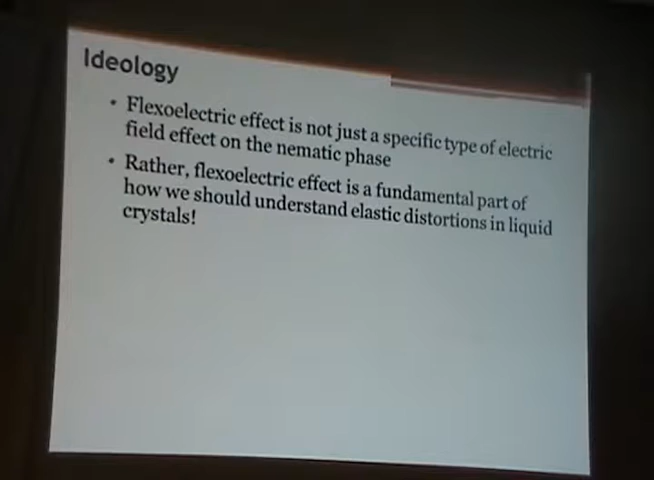 Ideology
• Flexoelectric effect is not just a specific type of electric
field effect on the nematic phase
• Rather, flexoelectric effect is a fundamental part of
how we should understand elastic distortions in liquid
crystals!